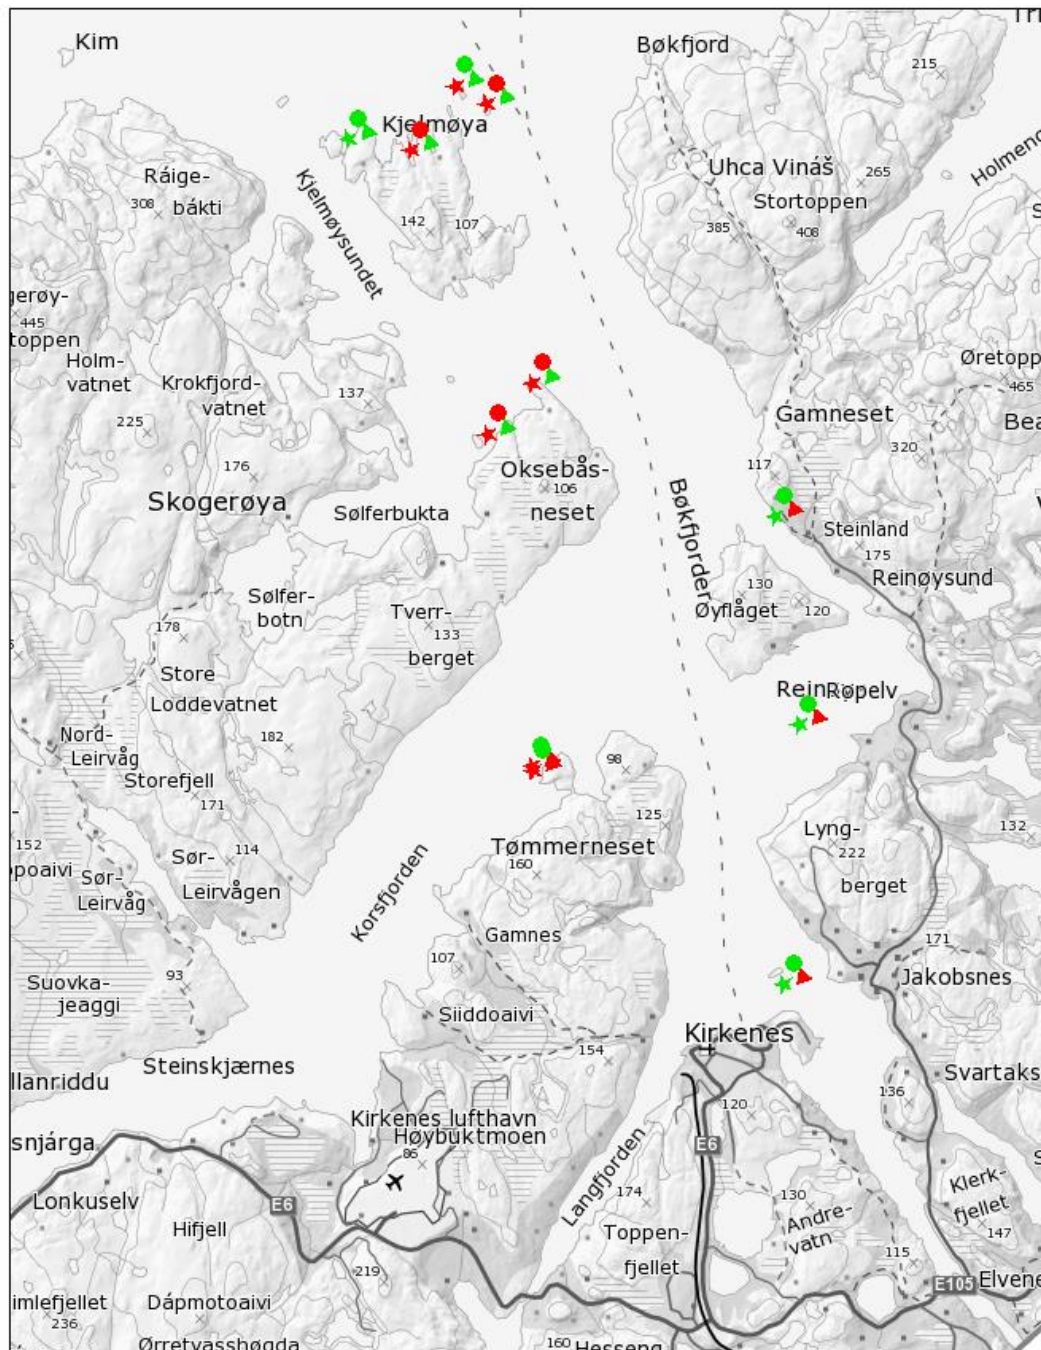 Kim
Bøkfjord
215
Kjelmøya
Holmeng
Uhca Vináš
265
Ráige-
bákti
308
Stortoppen
Kjelmøysundet
142
107
385
408
gerøy-
445
toppen
Holm-
vatnet
Krokfjord-
vatnet
137
Øretopp
465
225
Gamneset
Bea
320
176
Oksebås-
117
106
neset
Skogerøya
Sølferbukta
Bøkfjorden
Steinland
175
Reinøysund
130
Øyflåget
120
Sølfer-
botn
Tverr-
133
berget
178
Store
Loddevatnet
Røpelv
Nord-
Leirvåg
182
Storefjell
171
98
125
Lyng-
222
berget
132
152
Tømmerneset
160
Sør-
114
Leirvågen
Sør-
Leirvåg
Korsfjorden
Gamnes
171
107
93
Jakobsnes
Suovka-
jeaggi
Siiddoaivi
Kirkenes
154
Steinskjærnes
llanriddu
Svartaks
136
120
Kirkenes lufthavn
Høybuktmoen
86
snjárga
E6
Langfjorden
Klerk-
fjellet
147
Lonkuselv
E6
174
130
Andre-
vatn
Hifjell
Toppen-
fjellet
115
219
E105
Elvene
imlefjellet
236
Dápmotoaivi
Ørretvasshøgda
160
Hesseng